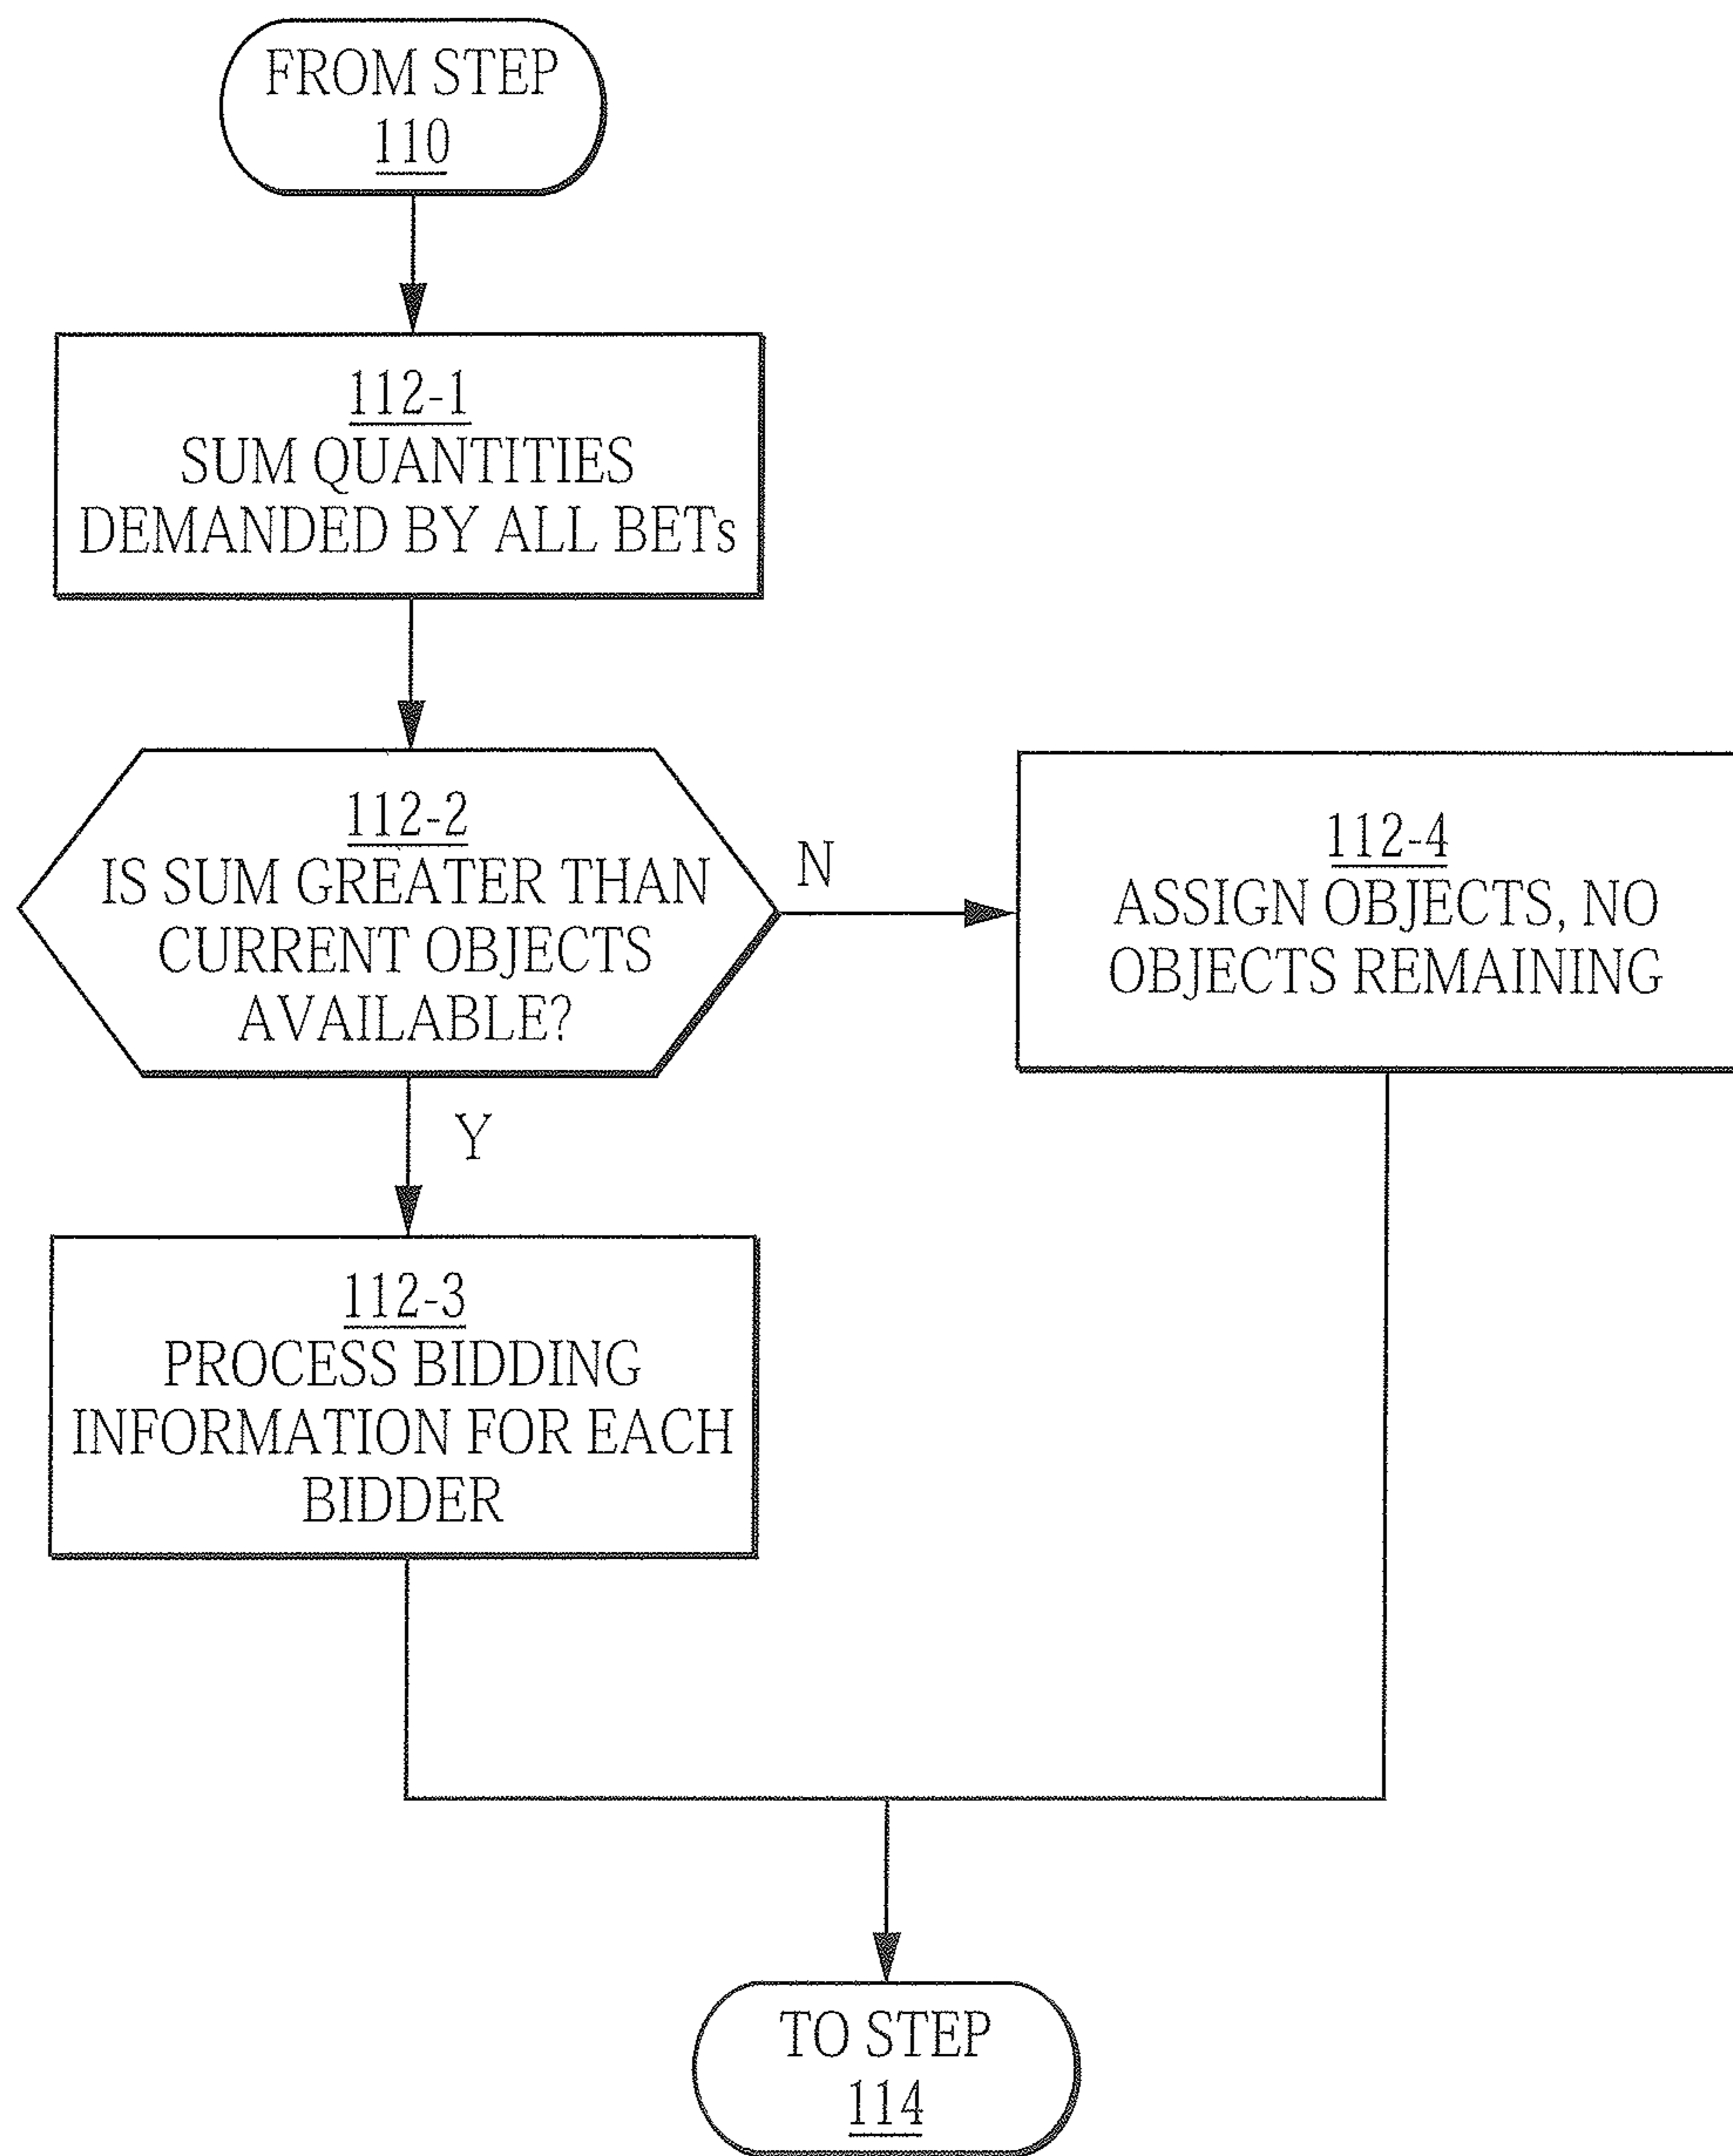 FROM STEP
110
112-1
SUM QUANTITIES
DEMANDED BY ALL BETs
112-2
IS SUM GREATER THAN
CURRENT OBJECTS
AVAILABLE?
N
112-4
ASSIGN OBJECTS, NO
OBJECTS REMAINING
Y
112-3
PROCESS BIDDING
INFORMATION FOR EACH
BIDDER
TO STEP
114